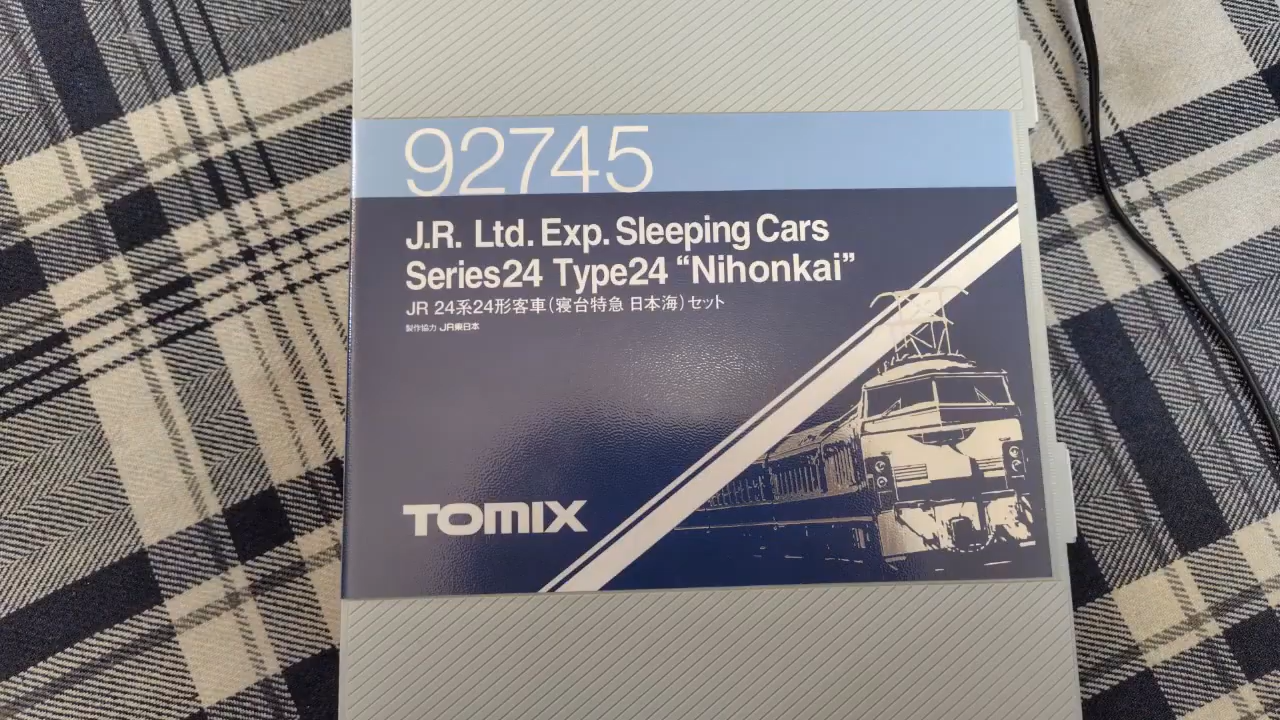 92745
J.R. Ltd. Exp. Sleeping Cars
Series24 Type24 “Nihonkai”
JR 24系24形客車(寝台特急 日本海)セット
製作協力 JR東日本
TOMIX